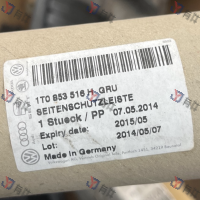 1T0 853 516 A GRU
SEITENSCHUTZLEISTE
1 Stueck / PP 07.05.2014
Expiry date: 2015/05
Lot: 2014/05/07
Made in Germany